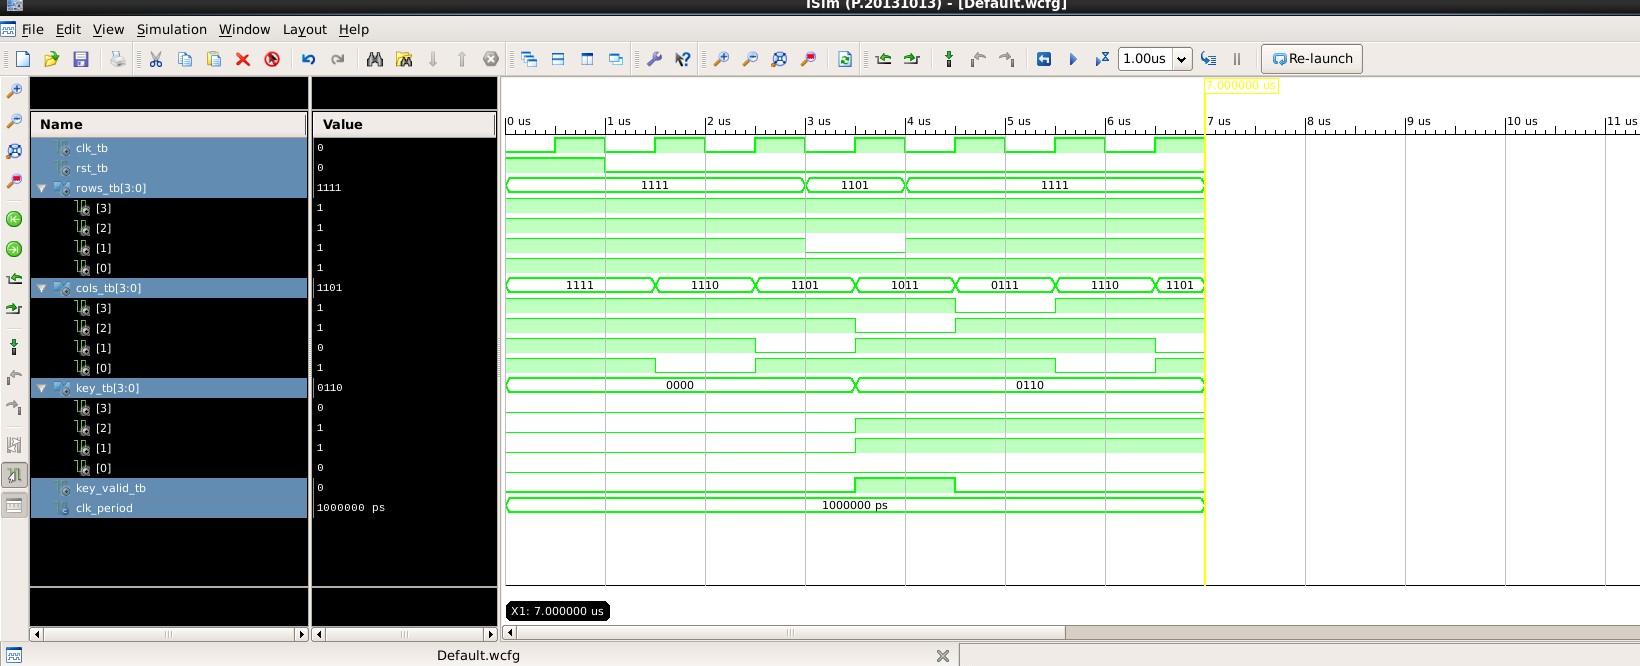 ISim (P.20131013) - [Default.wcfg]
File Edit View Simulation Window Layout Help
1.00us Re-launch
7.000000 us
Name Value 0 us 1 us 2 us 3 us 4 us 5 us 6 us 7 us 8 us 9 us 10 us 11 us
clk_tb 0
rst_tb 0
rows_tb[3:0] 1111 1111 1101 1111
[3] 1
[2] 1
[1] 1
[0] 1
cols_tb[3:0] 1101 1111 1110 1101 1011 0111 1110 1101
[3] 1
[2] 1
[1] 0
[0] 1
key_tb[3:0] 0110 0000 0110
[3] 0
[2] 1
[1] 1
[0] 0
key_valid_tb 0
clk_period 1000000 ps 1000000 ps
X1: 7.000000 us
Default.wcfg